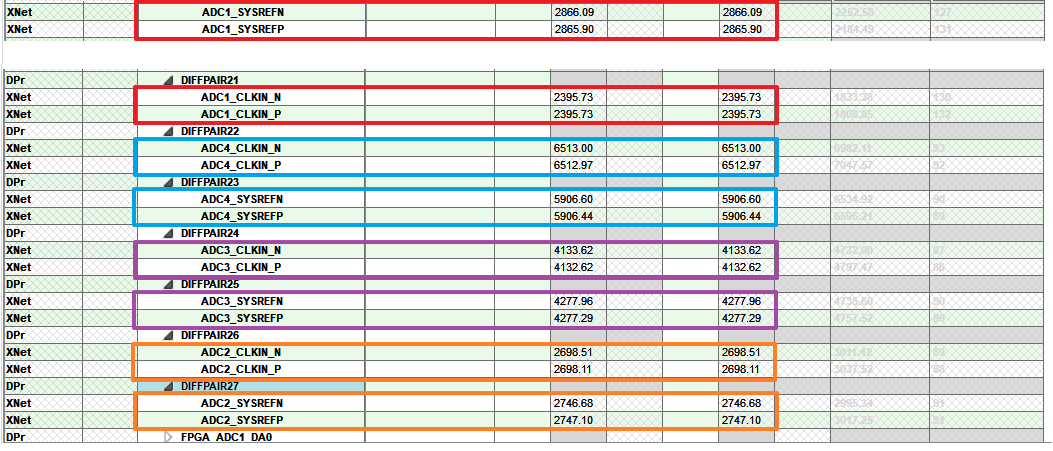 XNet ADC1_SYSREFN 2866.09 2866.09 2252.58 127
XNet ADC1_SYSREFP 2865.90 2865.90 2184.49 131
DPr DIFFPAIR21
XNet ADC1_CLKIN_N 2395.73 2395.73 1833.38 130
XNet ADC1_CLKIN_P 2395.73 2395.73 1808.85 132
DPr DIFFPAIR22
XNet ADC4_CLKIN_N 6513.00 6513.00 6982.11 93
XNet ADC4_CLKIN_P 6512.97 6512.97 7047.57 92
DPr DIFFPAIR23
XNet ADC4_SYSREFN 5906.60 5906.60 6534.92 90
XNet ADC4_SYSREFP 5906.44 5906.44 6596.21 89
DPr DIFFPAIR24
XNet ADC3_CLKIN_N 4133.62 4133.62 87
XNet ADC3_CLKIN_P 4132.62 4132.62 4797.47 86
DPr DIFFPAIR25
XNet ADC3_SYSREFN 4277.96 4277.96 4735.60 90
XNet ADC3_SYSREFP 4277.29 4277.29 4757.52 89
DPr DIFFPAIR26
XNet ADC2_CLKIN_N 2698.51 2698.51 3011.42 89
XNet ADC2_CLKIN_P 2698.11 2698.11 3037.52 88
DPr DIFFPAIR27
XNet ADC2_SYSREFN 2746.68 2746.68 2995.34 91
XNet ADC2_SYSREFP 2747.10 2747.10 3017.25 91
DPr FPGA_ADC1_DA0